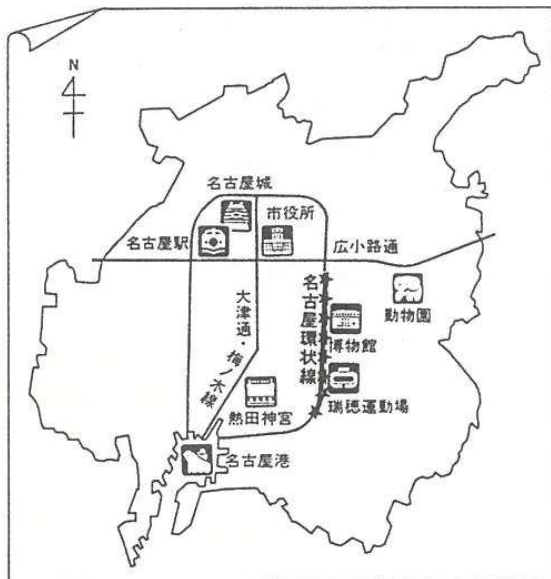 N
名古屋城
市役所
名古屋駅
広小路通
名古屋環状線
大津通・梅ノ木線
動物園
博物館
熱田神宮
瑞穂運動場
名古屋港